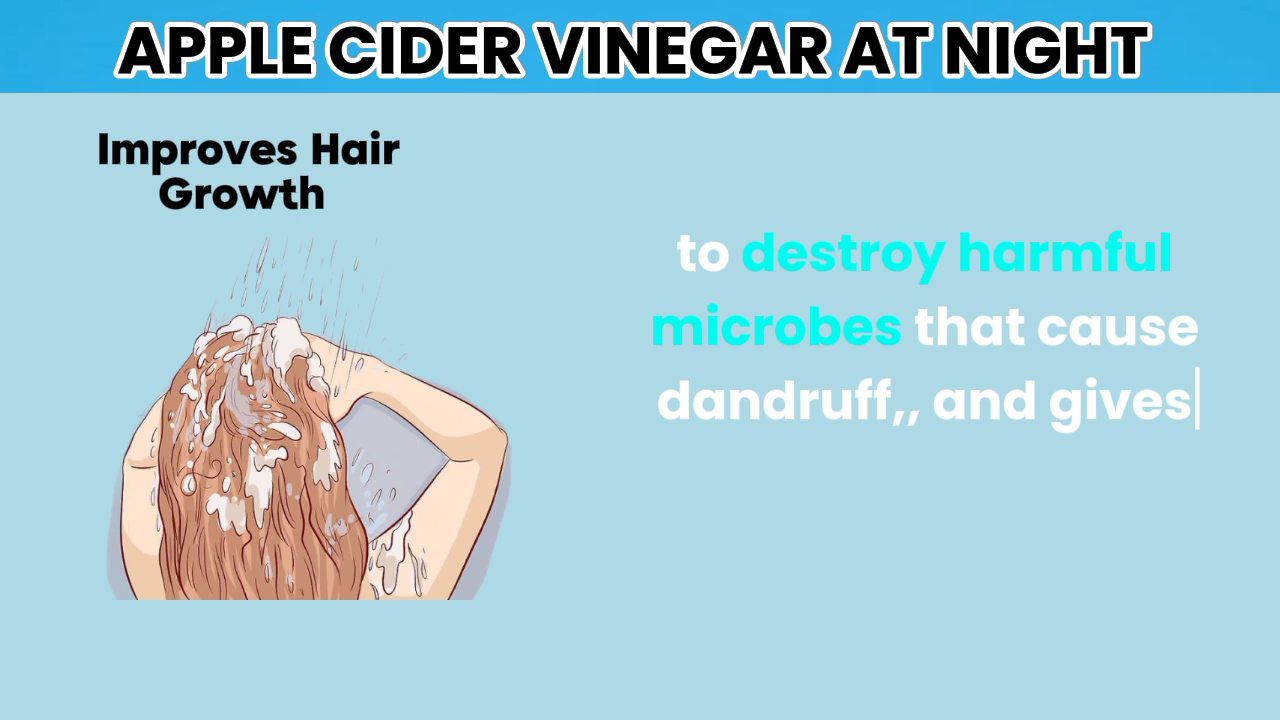 APPLE CIDER VINEGAR AT NIGHT
Improves Hair
Growth
to destroy harmful
microbes that cause
dandruff,, and gives